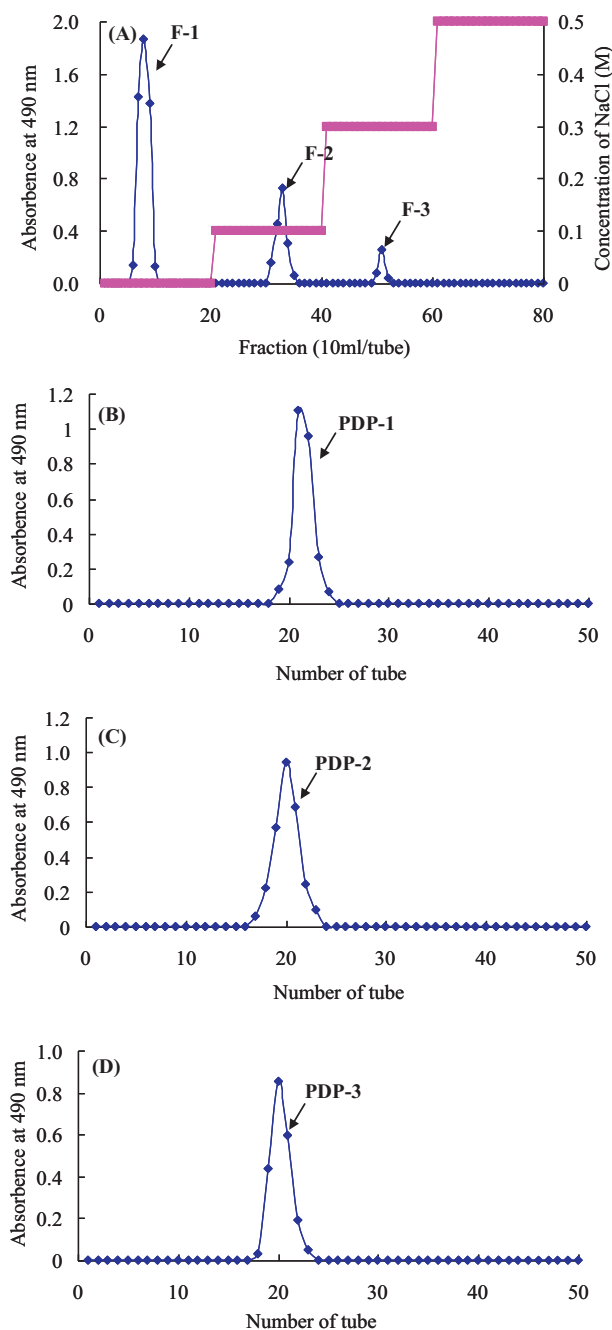 (A)
F-1
F-2
F-3
2.0
1.6
1.2
0.8
0.4
0.0
Absorbence at 490 nm
0.5
0.4
0.3
0.2
0.1
0
Concentration of NaCl (M)
0 20 40 60 80
Fraction (10ml/tube)
(B)
PDP-1
1.2
1
0.8
0.6
0.4
0.2
0
Absorbence at 490 nm
0 10 20 30 40 50
Number of tube
(C)
PDP-2
1.2
1.0
0.8
0.6
0.4
0.2
0
Absorbence at 490 nm
0 10 20 30 40 50
Number of tube
(D)
PDP-3
1.0
0.8
0.6
0.4
0.2
0
Absorbence at 490 nm
0 10 20 30 40 50
Number of tube